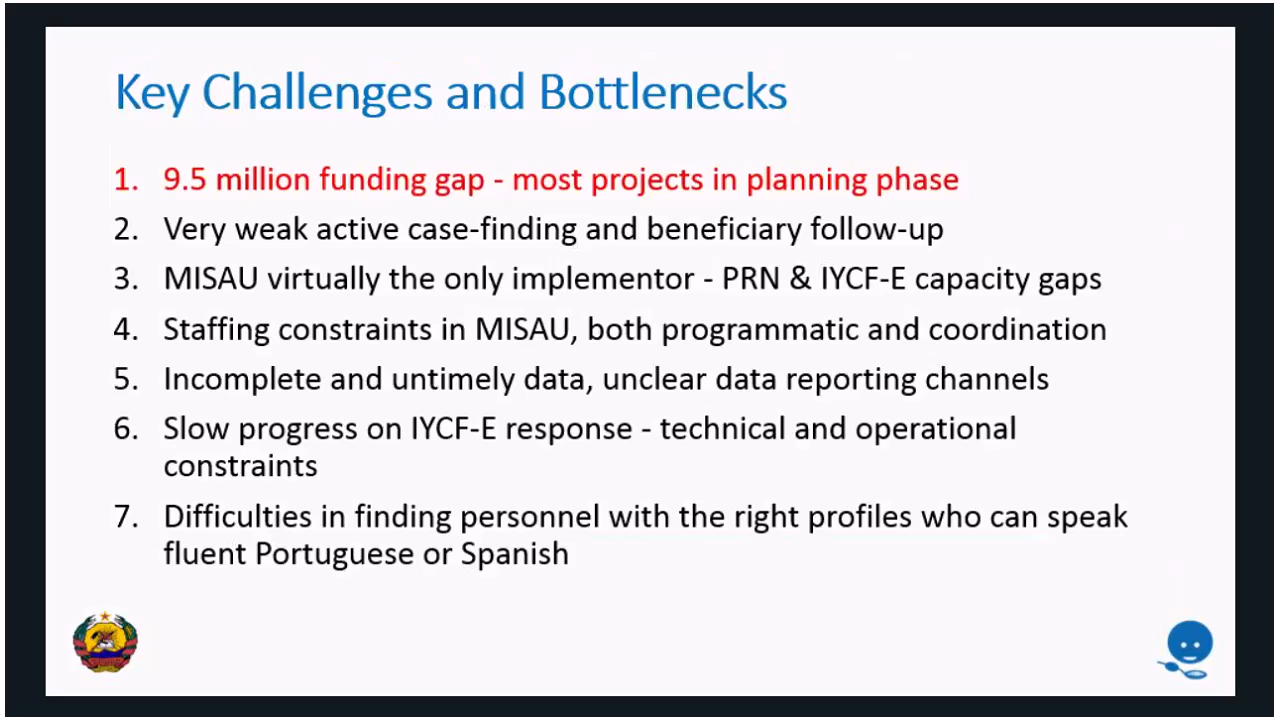 Key Challenges and Bottlenecks
1. 9.5 million funding gap - most projects in planning phase
2. Very weak active case-finding and beneficiary follow-up
3. MISAU virtually the only implementor - PRN & IYCF-E capacity gaps
4. Staffing constraints in MISAU, both programmatic and coordination
5. Incomplete and untimely data, unclear data reporting channels
6. Slow progress on IYCF-E response - technical and operational
constraints
7. Difficulties in finding personnel with the right profiles who can speak
fluent Portuguese or Spanish